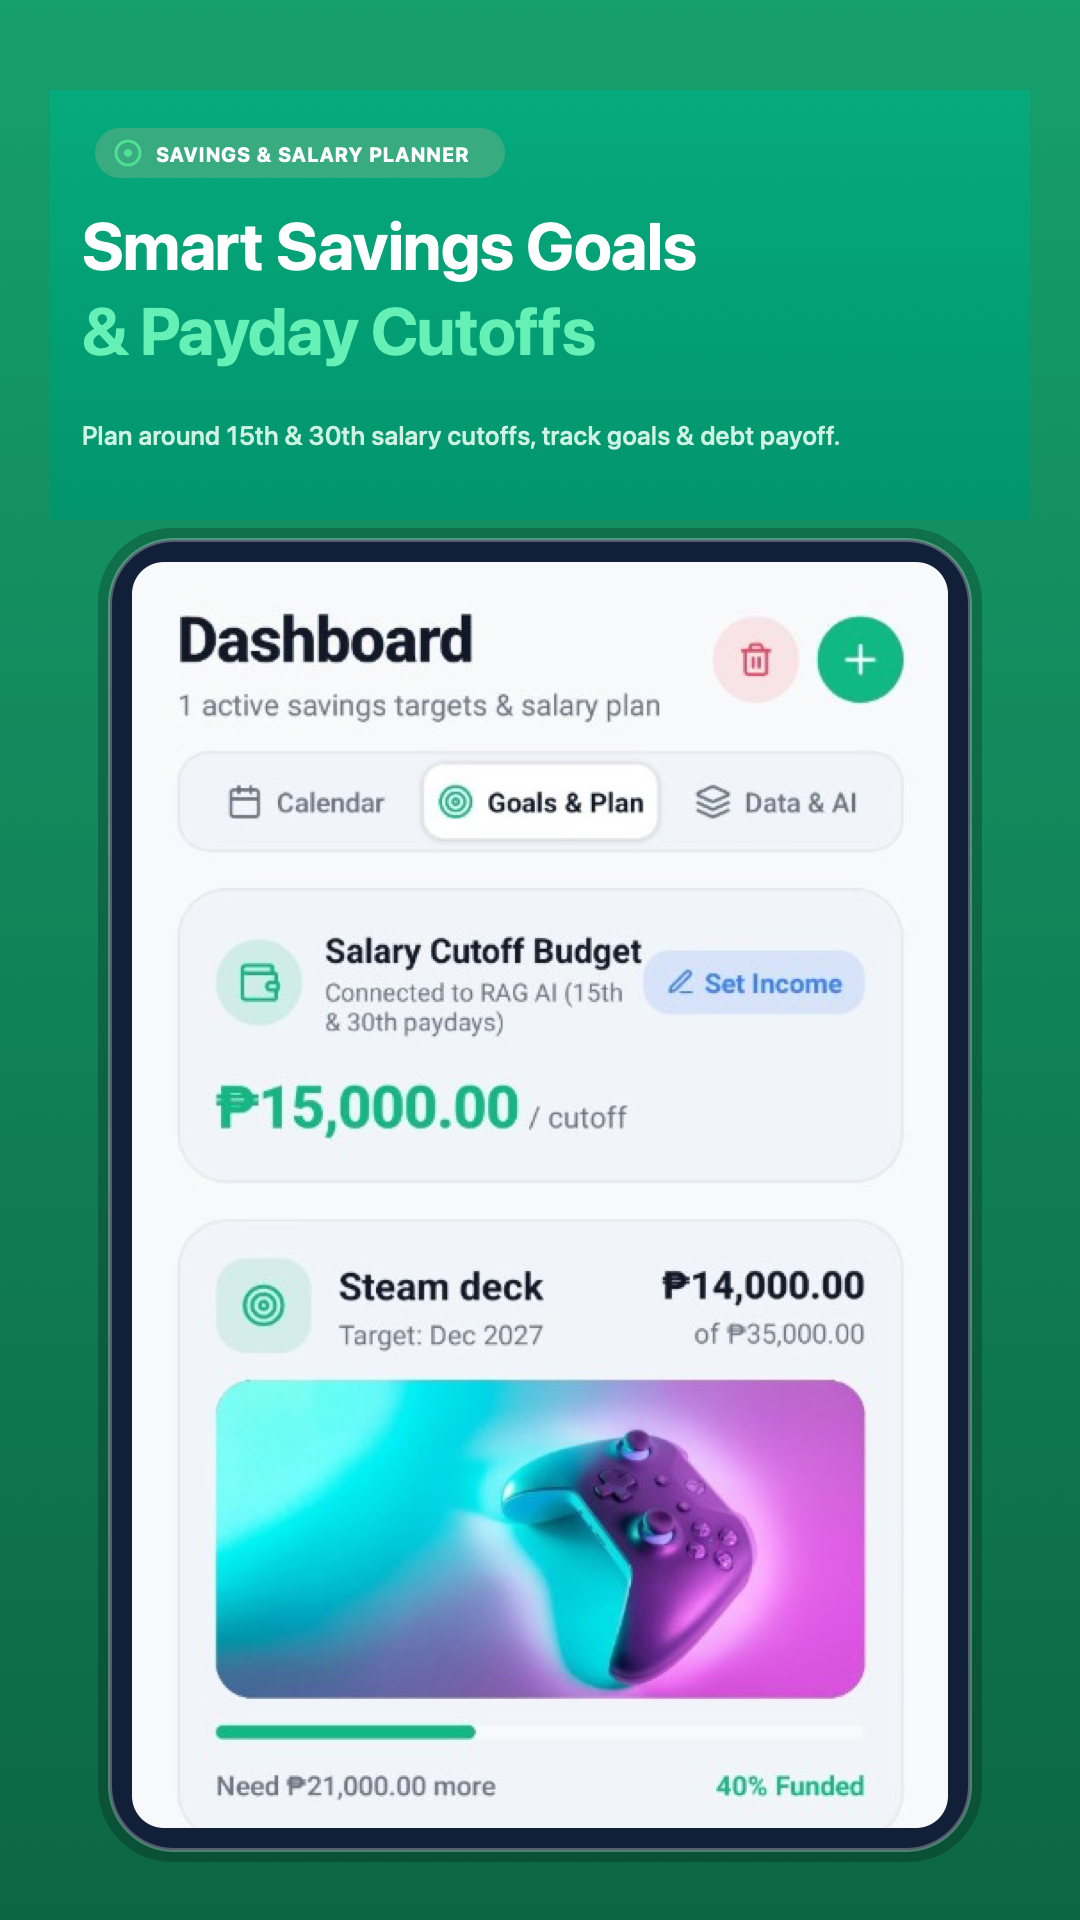 SAVINGS & SALARY PLANNER
Smart Savings Goals
& Payday Cutoffs
Plan around 15th & 30th salary cutoffs, track goals & debt payoff.
Dashboard
1 active savings targets & salary plan
Calendar
Goals & Plan
Data & AI
Salary Cutoff Budget
Connected to RAG AI (15th
& 30th paydays)
Set Income
₱15,000.00 / cutoff
Steam deck
₱14,000.00
Target: Dec 2027
of ₱35,000.00
Need ₱21,000.00 more
40% Funded